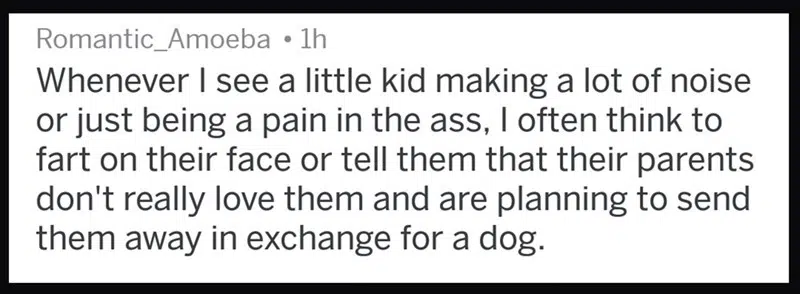 Romantic_Amoeba • 1h
Whenever I see a little kid making a lot of noise
or just being a pain in the ass, I often think to
fart on their face or tell them that their parents
don't really love them and are planning to send
them away in exchange for a dog.